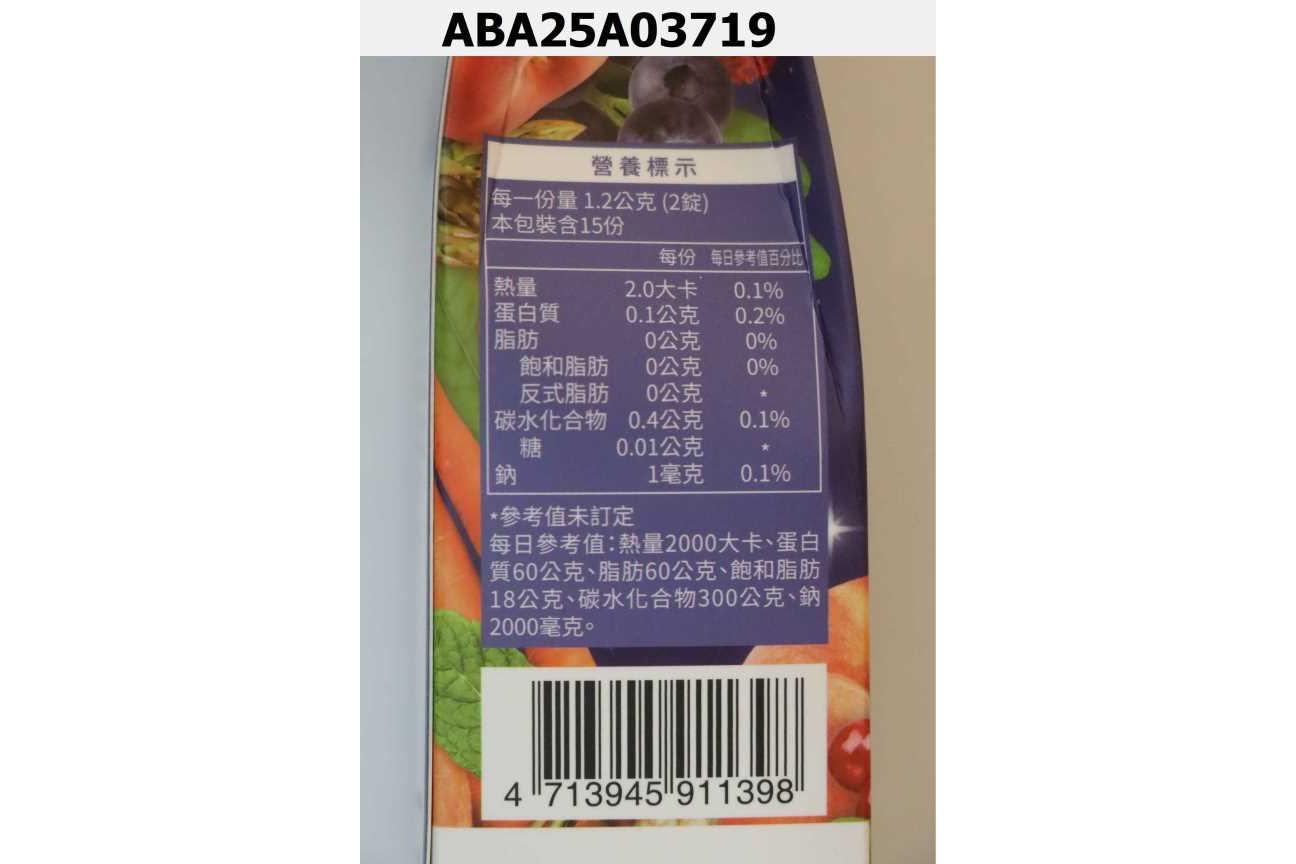 ABA25A03719
營養標示
每一份量 1.2公克 (2錠)
本包裝含15份
每份 每日參考值百分比
熱量 2.0大卡 0.1%
蛋白質 0.1公克 0.2%
脂肪 0公克 0%
飽和脂肪 0公克 0%
反式脂肪 0公克 *
碳水化合物 0.4公克 0.1%
糖 0.01公克 *
鈉 1毫克 0.1%
*參考值未訂定
每日參考值：熱量2000大卡、蛋白
質60公克、脂肪60公克、飽和脂肪
18公克、碳水化合物300公克、鈉
2000毫克。
4 713945 911398